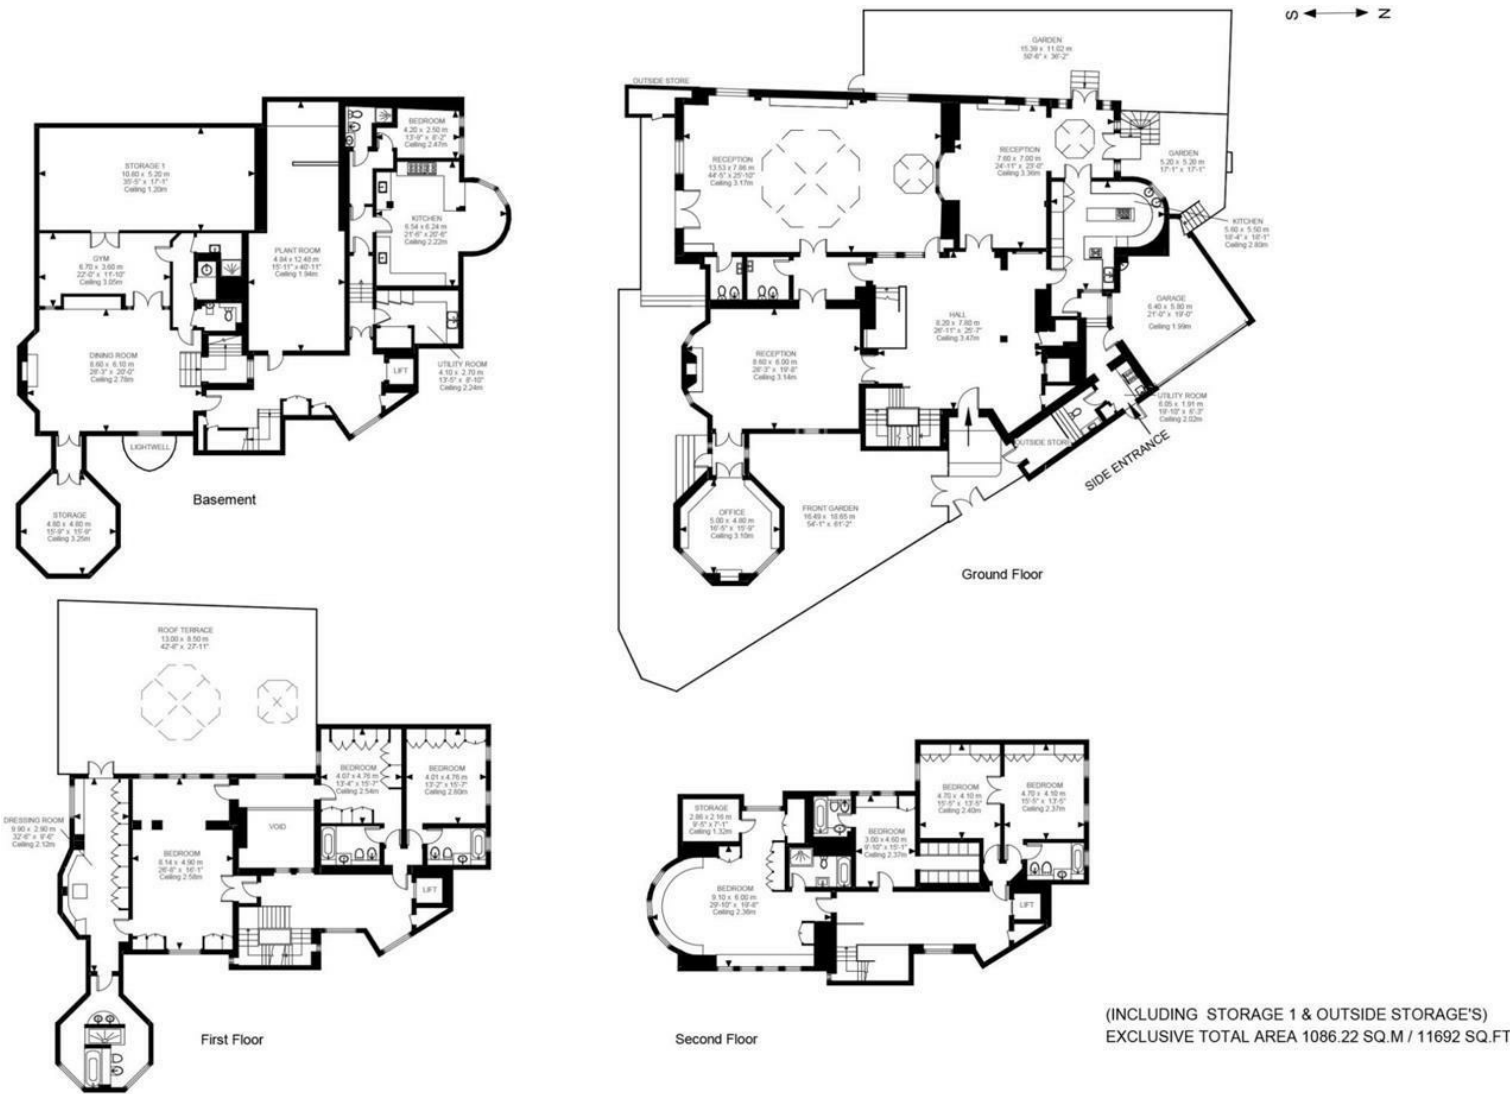 S N
STORAGE 1
10.80 x 5.20 m
35'-5" x 17'-1"
Ceiling 1.20m
BEDROOM
4.20 x 2.50 m
13'-9" x 8'-2"
Ceiling 2.47m
KITCHEN
6.54 x 6.24 m
21'-5" x 20'-6"
Ceiling 2.22m
PLANT ROOM
4.84 x 12.48 m
15'-11" x 40'-11"
Ceiling 1.94m
GYM
6.70 x 3.60 m
22'-0" x 11'-10"
Ceiling 3.05m
DINING ROOM
8.60 x 6.10 m
28'-3" x 20'-0"
Ceiling 2.78m
UTILITY ROOM
4.10 x 2.70 m
13'-5" x 8'-10"
Ceiling 2.24m
LIFT
LIGHTWELL
STORAGE
4.80 x 4.80 m
15'-9" x 15'-9"
Ceiling 3.25m
Basement
GARDEN
15.39 x 11.02 m
50'-6" x 36'-2"
OUTSIDE STORE
RECEPTION
13.53 x 7.86 m
44'-5" x 25'-10"
Ceiling 3.17m
RECEPTION
7.60 x 7.00 m
24'-11" x 23'-0"
Ceiling 3.36m
GARDEN
5.20 x 5.20 m
17'-1" x 17'-1"
KITCHEN
5.60 x 5.50 m
18'-4" x 18'-1"
Ceiling 2.80m
GARAGE
6.40 x 5.80 m
21'-0" x 19'-0"
Ceiling 1.99m
HALL
8.20 x 7.80 m
26'-11" x 25'-7"
Ceiling 3.47m
RECEPTION
8.60 x 6.00 m
28'-3" x 19'-8"
Ceiling 3.14m
UTILITY ROOM
6.05 x 1.91 m
19'-10" x 6'-3"
Ceiling 2.02m
OUTSIDE STORE
SIDE ENTRANCE
OFFICE
5.00 x 4.80 m
16'-5" x 15'-9"
Ceiling 3.10m
FRONT GARDEN
16.49 x 18.65 m
54'-1" x 61'-2"
Ground Floor
ROOF TERRACE
13.00 x 8.50 m
42'-8" x 27'-11"
BEDROOM
4.07 x 4.76 m
13'-4" x 15'-7"
Ceiling 2.54m
BEDROOM
4.01 x 4.76 m
13'-2" x 15'-7"
Ceiling 2.60m
DRESSING ROOM
9.90 x 2.90 m
32'-6" x 9'-6"
Ceiling 2.12m
VOID
BEDROOM
8.14 x 4.90 m
26'-8" x 16'-1"
Ceiling 2.58m
LIFT
First Floor
STORAGE
2.86 x 2.16 m
9'-5" x 7'-1"
Ceiling 1.32m
BEDROOM
3.00 x 4.60 m
9'-10" x 15'-1"
Ceiling 2.37m
BEDROOM
4.70 x 4.10 m
15'-5" x 13'-5"
Ceiling 2.40m
BEDROOM
4.70 x 4.10 m
15'-5" x 13'-5"
Ceiling 2.37m
BEDROOM
9.10 x 6.00 m
29'-10" x 19'-8"
Ceiling 2.36m
LIFT
Second Floor
(INCLUDING STORAGE 1 & OUTSIDE STORAGE'S)
EXCLUSIVE TOTAL AREA 1086.22 SQ.M / 11692 SQ.FT